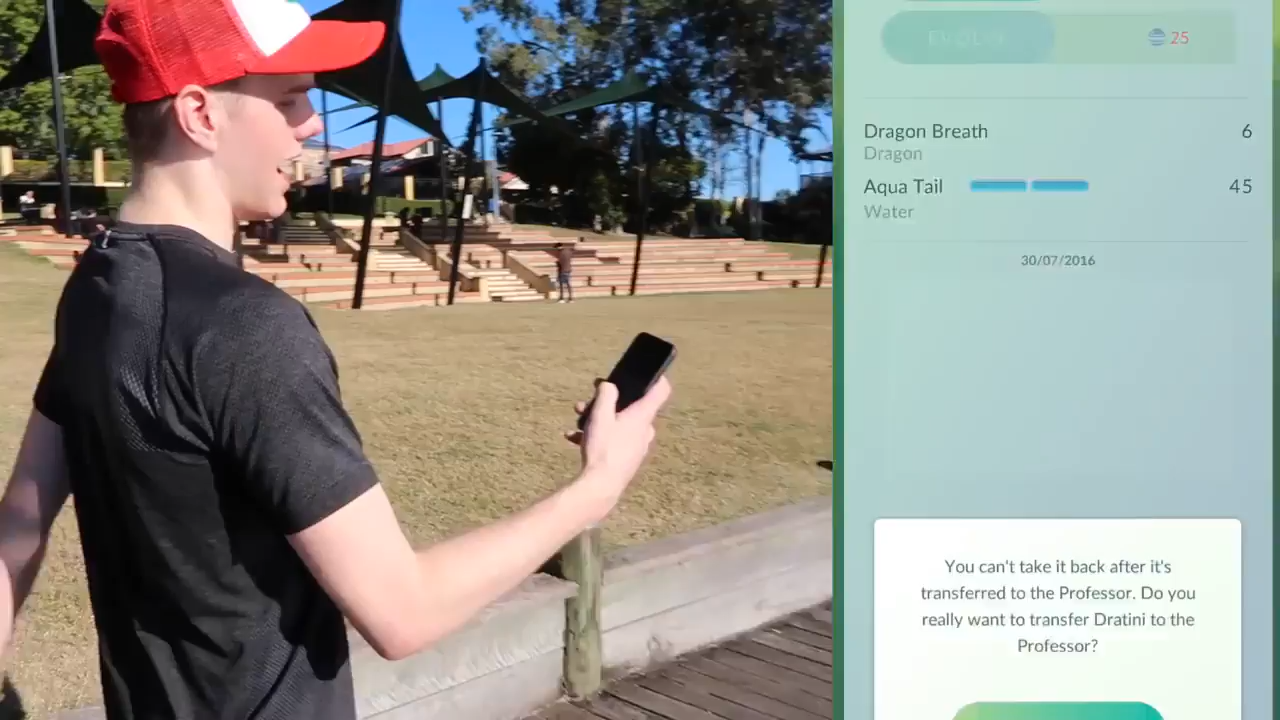 EVOLVE 25
Dragon Breath 6
Dragon
Aqua Tail 45
Water
30/07/2016
You can't take it back after it's
transferred to the Professor. Do you
really want to transfer Dratini to the
Professor?